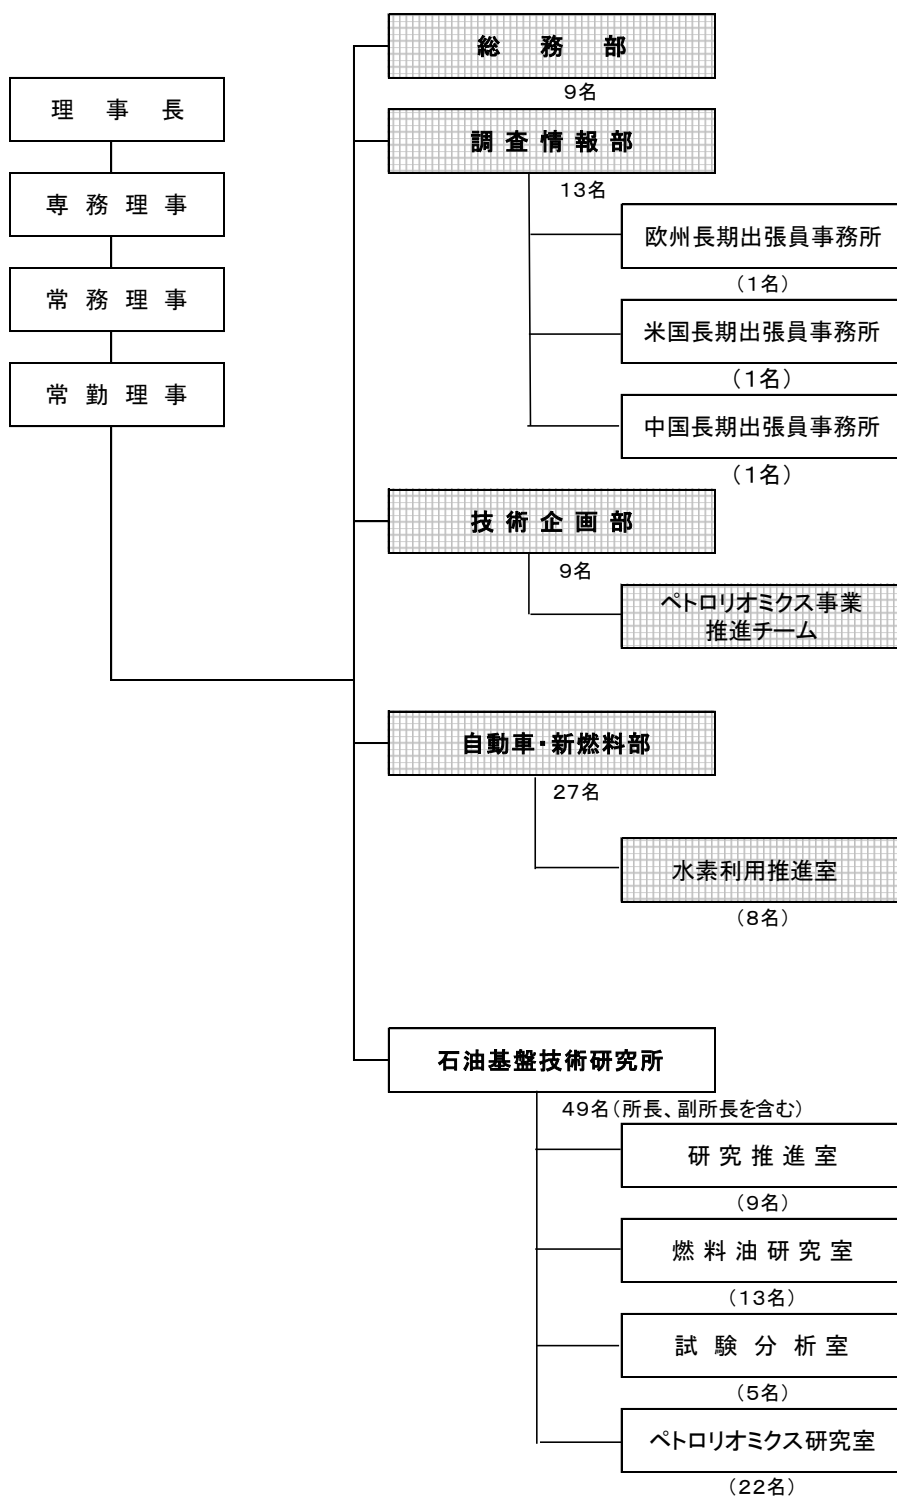 理事長
専務理事
常務理事
常勤理事
総務部
9名
調査情報部
13名
欧州長期出張員事務所
(1名)
米国長期出張員事務所
(1名)
中国長期出張員事務所
(1名)
技術企画部
9名
ペトロリオミクス事業
推進チーム
自動車・新燃料部
27名
水素利用推進室
(8名)
石油基盤技術研究所
49名(所長、副所長を含む)
研究推進室
(9名)
燃料油研究室
(13名)
試験分析室
(5名)
ペトロリオミクス研究室
(22名)